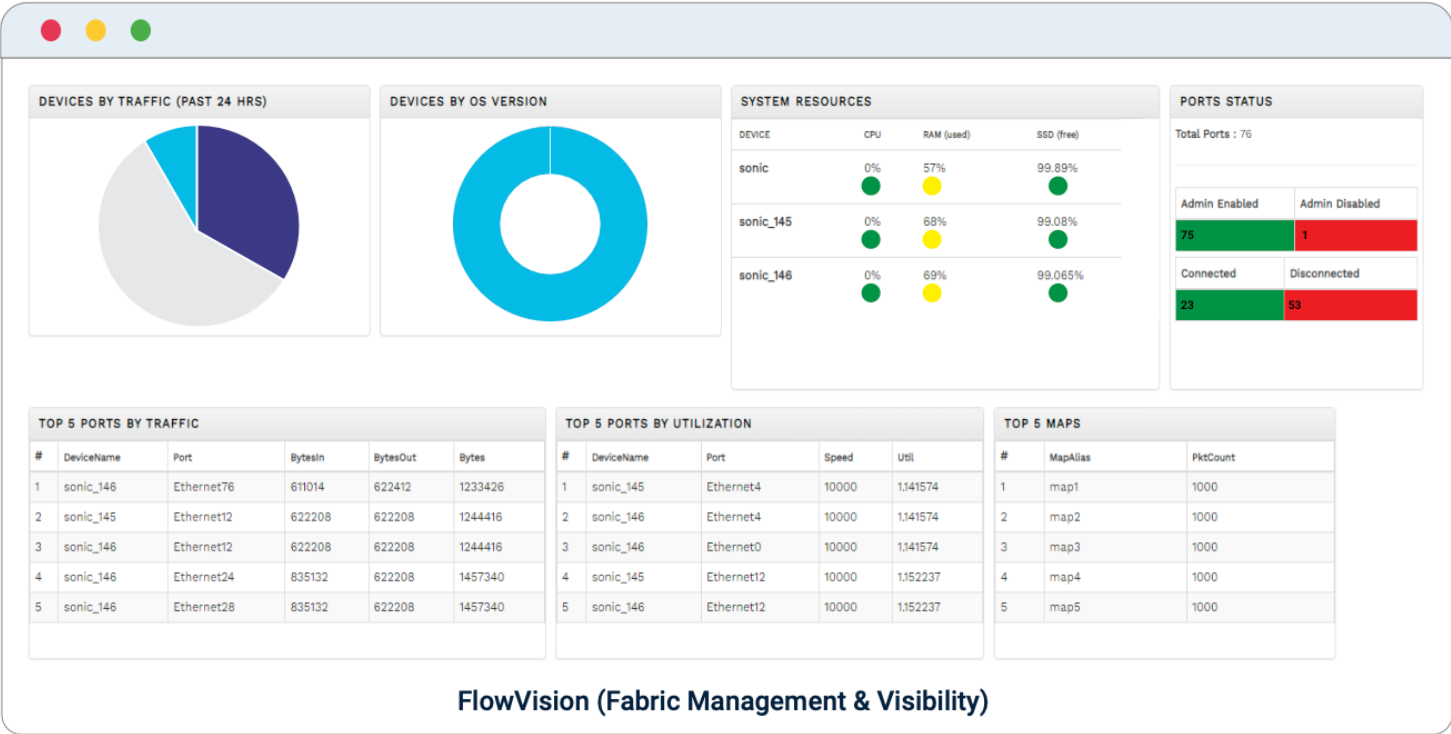 DEVICES BY TRAFFIC (PAST 24 HRS)
DEVICES BY OS VERSION
SYSTEM RESOURCES
DEVICE CPU RAM (used) SSD (free)
sonic 0% 57% 99.89%
sonic_145 0% 68% 99.08%
sonic_146 0% 69% 99.065%
PORTS STATUS
Total Ports : 76
Admin Enabled Admin Disabled
75 1
Connected Disconnected
23 53
TOP 5 PORTS BY TRAFFIC
# DeviceName Port BytesIn BytesOut Bytes
1 sonic_146 Ethernet76 611014 622412 1233426
2 sonic_145 Ethernet12 622208 622208 1244416
3 sonic_146 Ethernet12 622208 622208 1244416
4 sonic_146 Ethernet24 835132 622208 1457340
5 sonic_146 Ethernet28 835132 622208 1457340
TOP 5 PORTS BY UTILIZATION
# DeviceName Port Speed Util
1 sonic_145 Ethernet4 10000 1.141574
2 sonic_146 Ethernet4 10000 1.141574
3 sonic_146 Ethernet0 10000 1.141574
4 sonic_145 Ethernet12 10000 1.152237
5 sonic_146 Ethernet12 10000 1.152237
TOP 5 MAPS
# MapAlias PktCount
1 map1 1000
2 map2 1000
3 map3 1000
4 map4 1000
5 map5 1000
FlowVision (Fabric Management & Visibility)